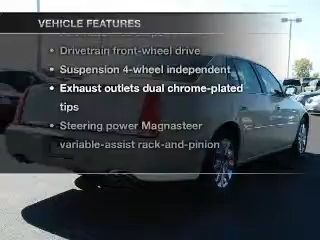 VEHICLE FEATURES
• Drivetrain front-wheel drive
• Suspension 4-wheel independent
• Exhaust outlets dual chrome-plated
tips
• Steering power Magnasteer
variable-assist rack-and-pinion